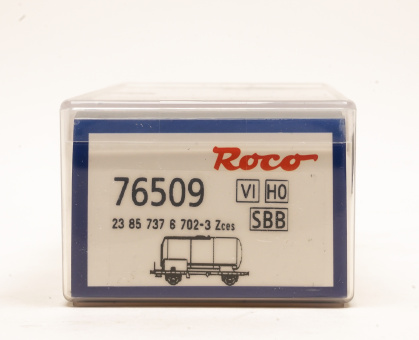 Roco
76509 VI H0
23 85 737 6 702-3 Zces SBB